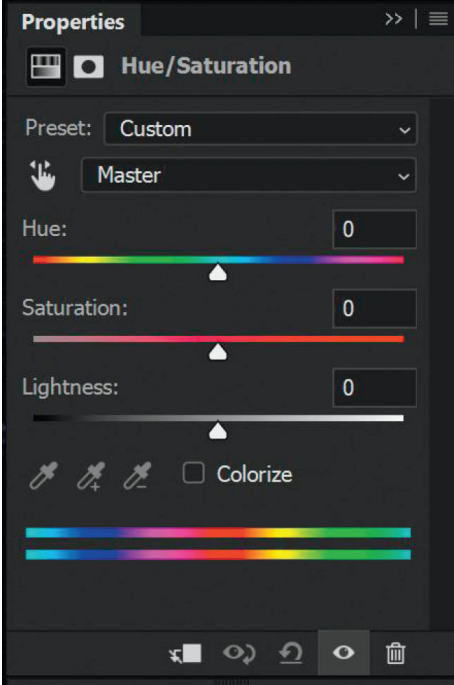 Properties
Hue/Saturation
Preset: Custom
Master
Hue: 0
Saturation: 0
Lightness: 0
Colorize